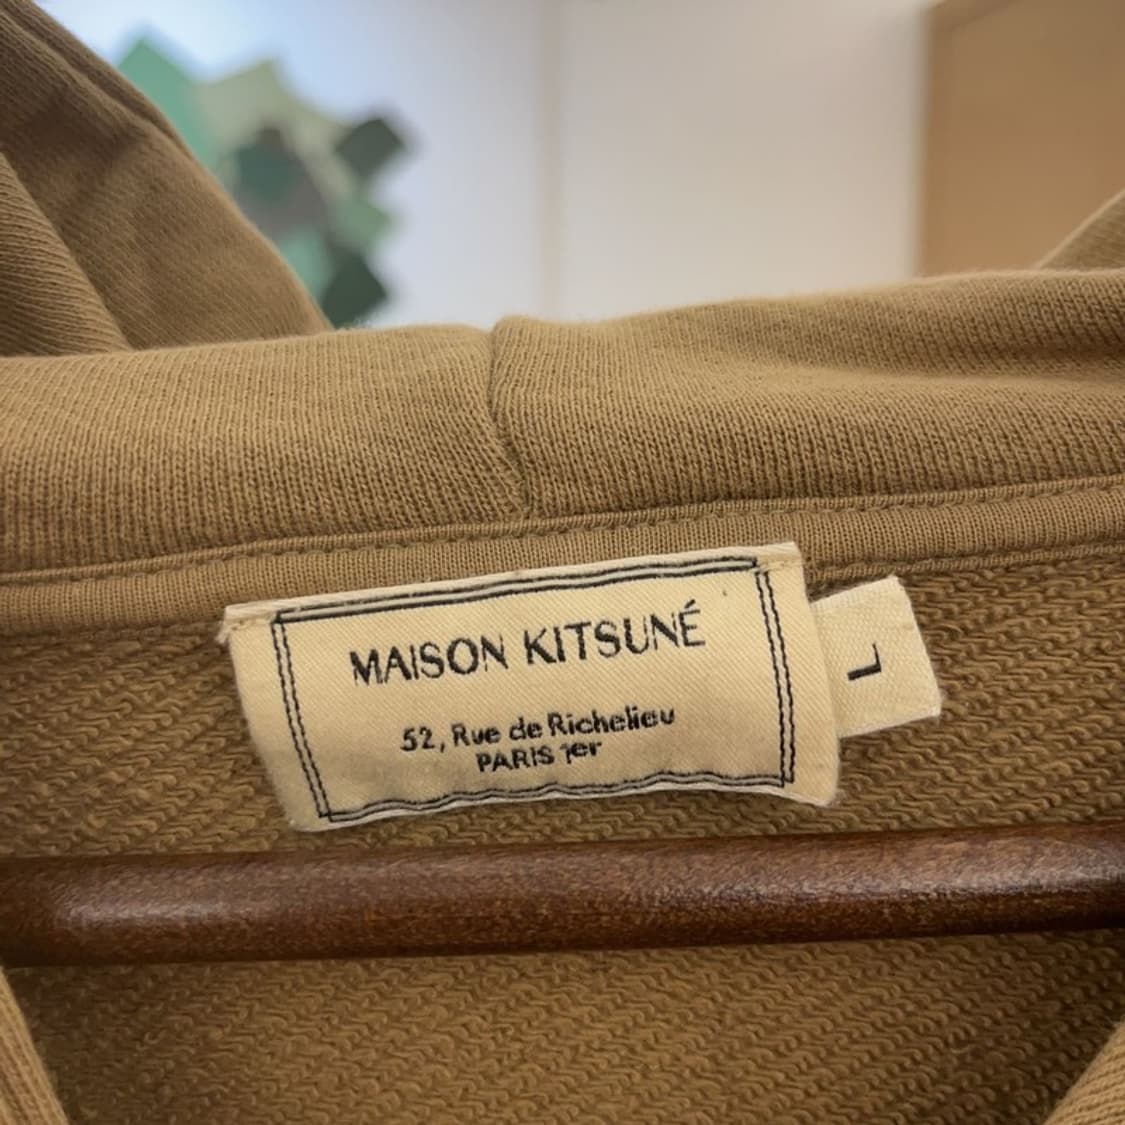 MAISON KITSUNÉ
52, Rue de Richelieu
PARIS 1er
L